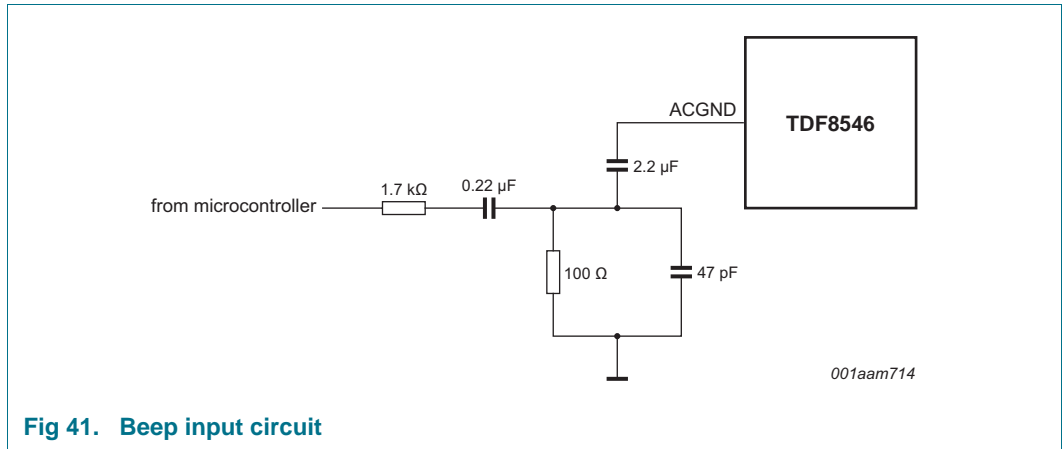 ACGND
TDF8546
2.2 µF
1.7 kΩ
0.22 µF
from microcontroller
100 Ω
47 pF
001aam714
Fig 41. Beep input circuit